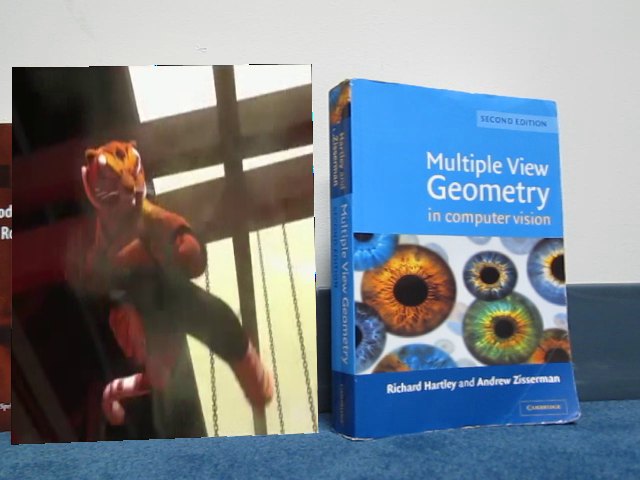 SECOND EDITION
Multiple View
Geometry
in computer vision
Richard Hartley and Andrew Zisserman
CAMBRIDGE
Hartley and
Zisserman
Multiple View Geometry